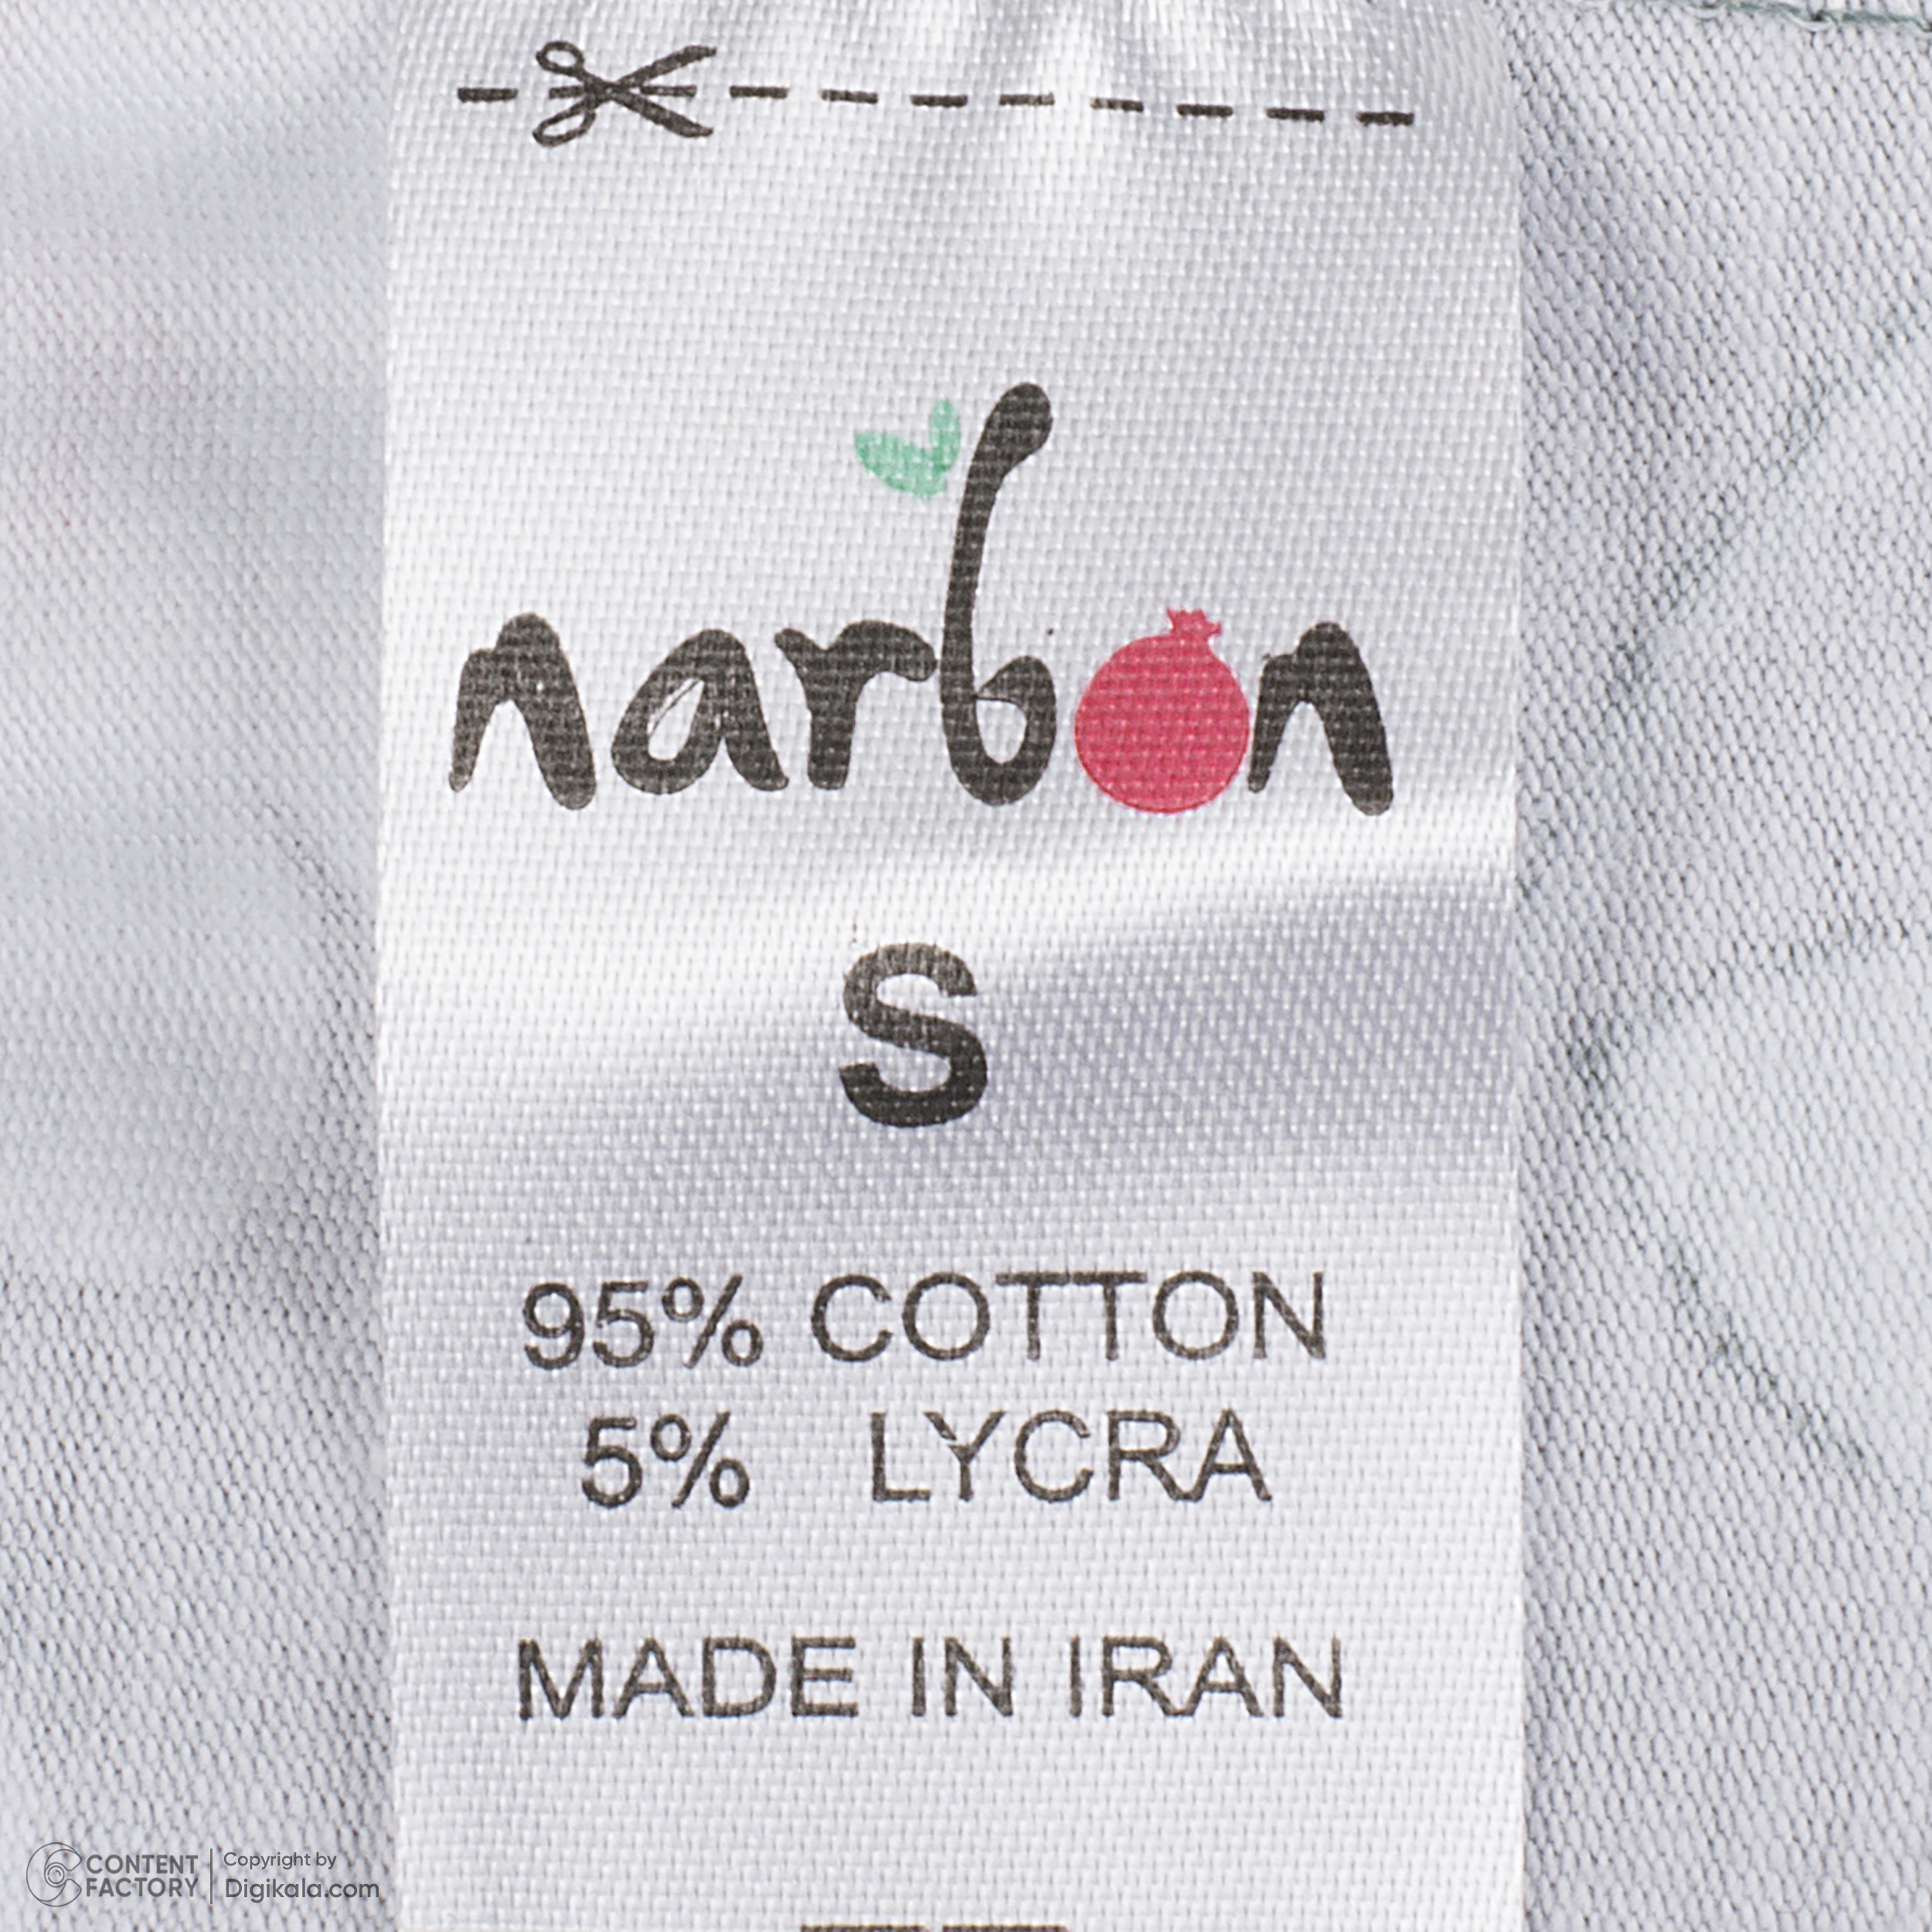 narbon
S
95% COTTON
5% LYCRA
MADE IN IRAN
CONTENT FACTORY
Copyright by
Digikala.com